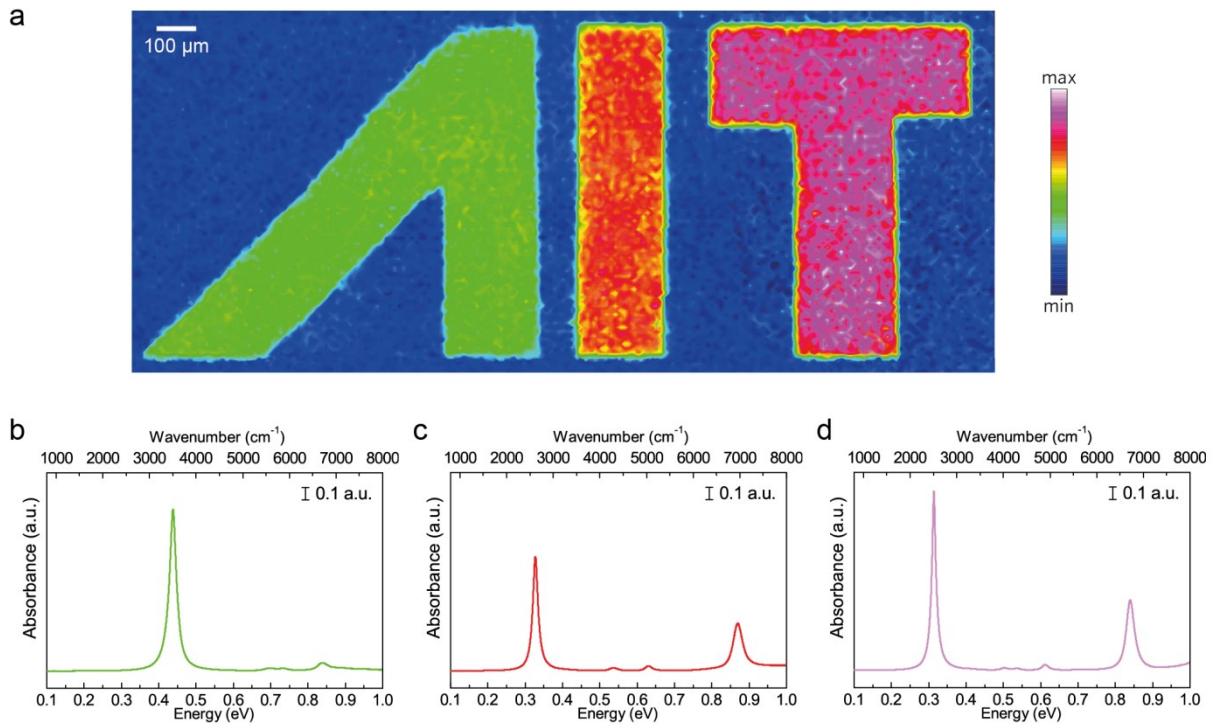 a
100 µm
AIT
max
min
b
Wavenumber (cm⁻¹)
1000 2000 3000 4000 5000 6000 7000 8000
0.1 a.u.
Absorbance (a.u.)
0.1 0.2 0.3 0.4 0.5 0.6 0.7 0.8 0.9 1.0
Energy (eV)
c
Wavenumber (cm⁻¹)
1000 2000 3000 4000 5000 6000 7000 8000
0.1 a.u.
Absorbance (a.u.)
0.1 0.2 0.3 0.4 0.5 0.6 0.7 0.8 0.9 1.0
Energy (eV)
d
Wavenumber (cm⁻¹)
1000 2000 3000 4000 5000 6000 7000 8000
0.1 a.u.
Absorbance (a.u.)
0.1 0.2 0.3 0.4 0.5 0.6 0.7 0.8 0.9 1.0
Energy (eV)